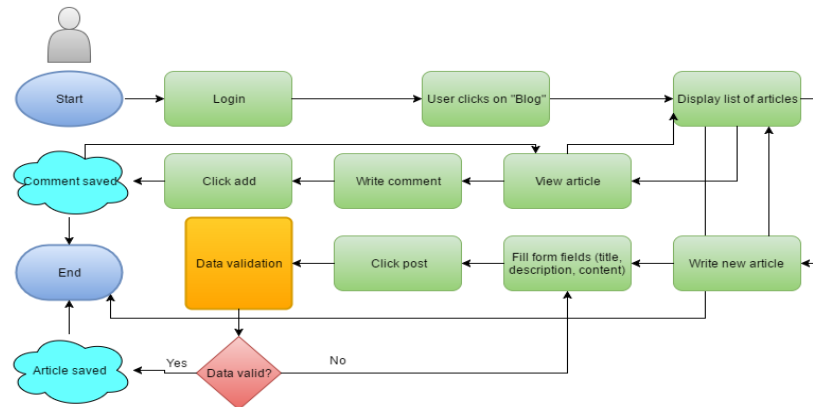 Start
Login
User clicks on "Blog"
Display list of articles
Comment saved
Click add
Write comment
View article
End
Data validation
Click post
Fill form fields (title,
description, content)
Write new article
Article saved
Yes
Data valid?
No